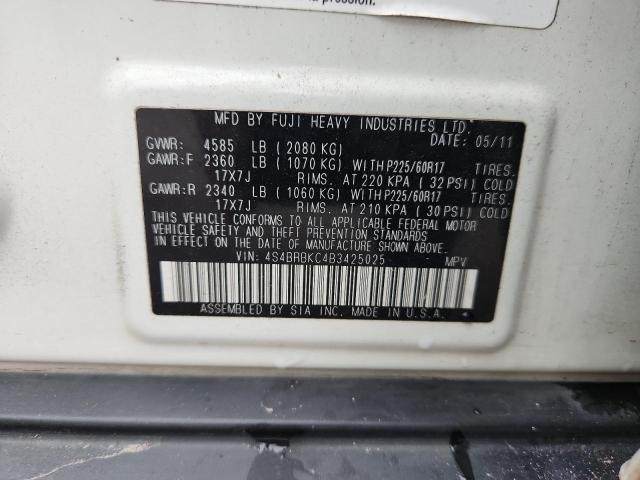 precision.
MFD BY FUJI HEAVY INDUSTRIES LTD.
DATE: 05/11
GVWR: 4585 LB (2080 KG)
GAWR:F 2360 LB (1070 KG) WITH P225/60R17 TIRES.
17X7J RIMS. AT 220 KPA (32 PSI) COLD
GAWR:R 2340 LB (1060 KG) WITH P225/60R17 TIRES.
17X7J RIMS. AT 210 KPA (30 PSI) COLD
THIS VEHICLE CONFORMS TO ALL APPLICABLE FEDERAL MOTOR
VEHICLE SAFETY AND THEFT PREVENTION STANDARDS IN
EFFECT ON THE DATE OF MANUFACTURE SHOWN ABOVE.
VIN: 4S4BRBKC4B3425025 MPV
ASSEMBLED BY SIA INC. MADE IN U.S.A.